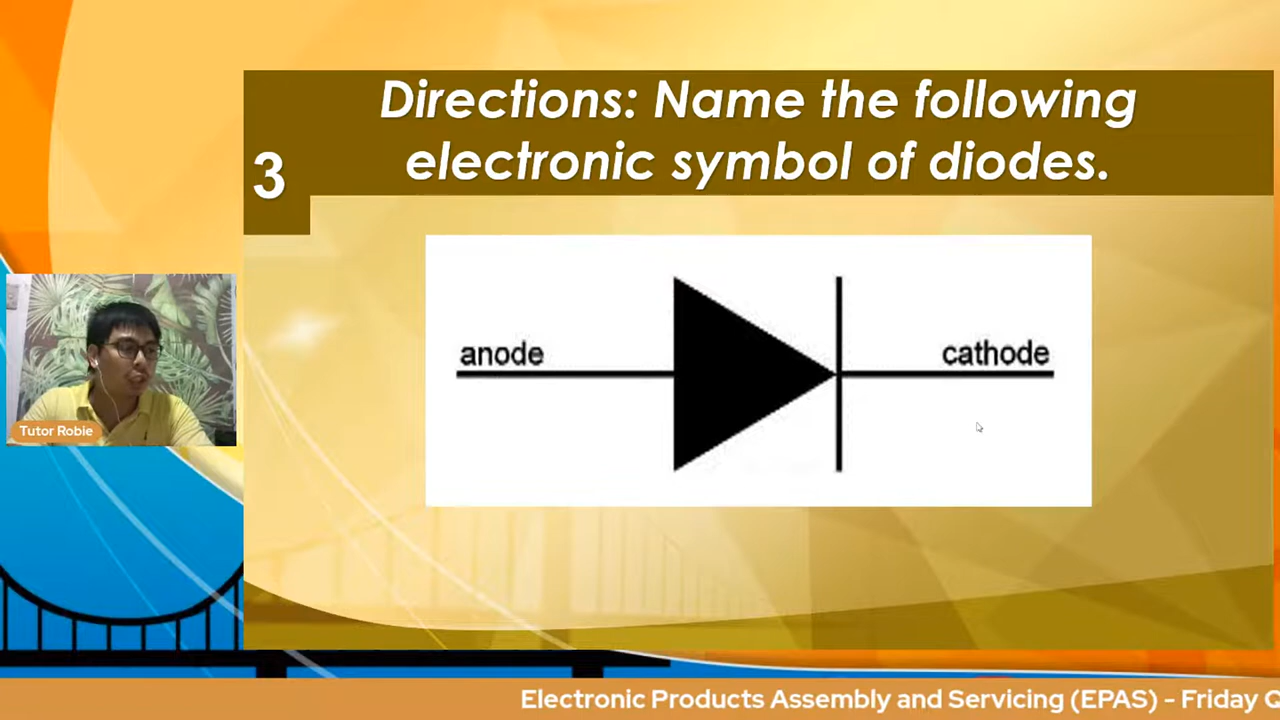 Directions: Name the following
electronic symbol of diodes.
3
anode
cathode
Tutor Robie
Electronic Products Assembly and Servicing (EPAS) - Friday